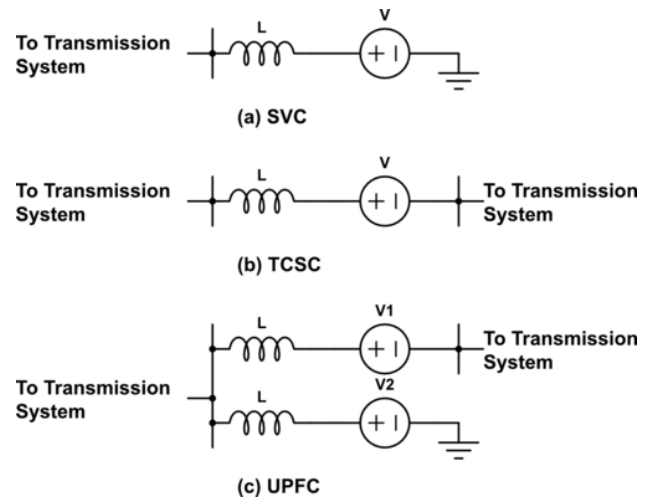 To Transmission
System
L
V
(a) SVC
To Transmission
System
L
V
To Transmission
System
(b) TCSC
To Transmission
System
L
V1
To Transmission
System
L
V2
(c) UPFC